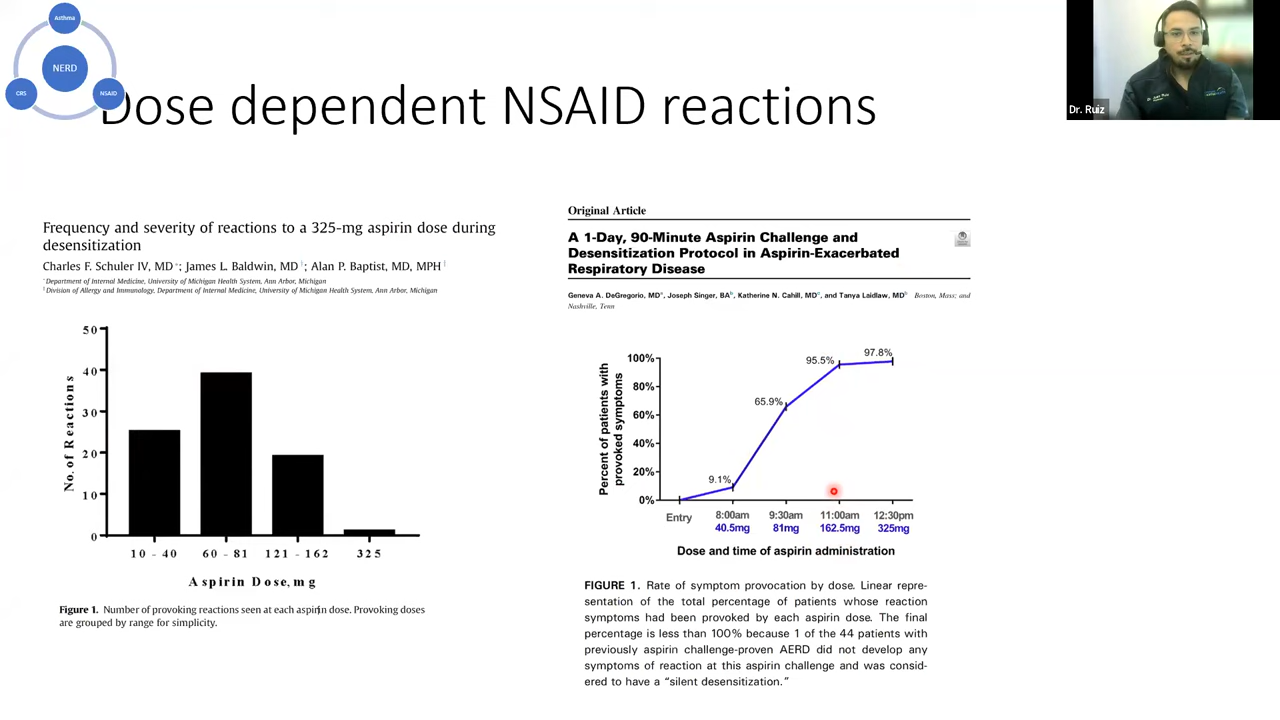 Asthma
NERD
CRS
NSAID
Dose dependent NSAID reactions
Dr. Ruiz
Frequency and severity of reactions to a 325-mg aspirin dose during
desensitization
Charles F. Schuler IV, MD *; James L. Baldwin, MD †; Alan P. Baptist, MD, MPH †
* Department of Internal Medicine, University of Michigan Health System, Ann Arbor, Michigan
† Division of Allergy and Immunology, Department of Internal Medicine, University of Michigan Health System, Ann Arbor, Michigan
No. of Reactions
50
40
30
20
10
0
10 - 40
60 - 81
121 - 162
325
Aspirin Dose, mg
Figure 1. Number of provoking reactions seen at each aspirin dose. Provoking doses
are grouped by range for simplicity.
Original Article
A 1-Day, 90-Minute Aspirin Challenge and
Desensitization Protocol in Aspirin-Exacerbated
Respiratory Disease
Geneva A. DeGregorio, MDa, Joseph Singer, BAb, Katherine N. Cahill, MDc, and Tanya Laidlaw, MDb Boston, Mass; and
Nashville, Tenn
Percent of patients with
provoked symptoms
100%
80%
60%
40%
20%
0%
9.1%
65.9%
95.5%
97.8%
Entry
8:00am
9:30am
11:00am
12:30pm
40.5mg
81mg
162.5mg
325mg
Dose and time of aspirin administration
FIGURE 1. Rate of symptom provocation by dose. Linear repre-
sentation of the total percentage of patients whose reaction
symptoms had been provoked by each aspirin dose. The final
percentage is less than 100% because 1 of the 44 patients with
previously aspirin challenge-proven AERD did not develop any
symptoms of reaction at this aspirin challenge and was consid-
ered to have a “silent desensitization.”